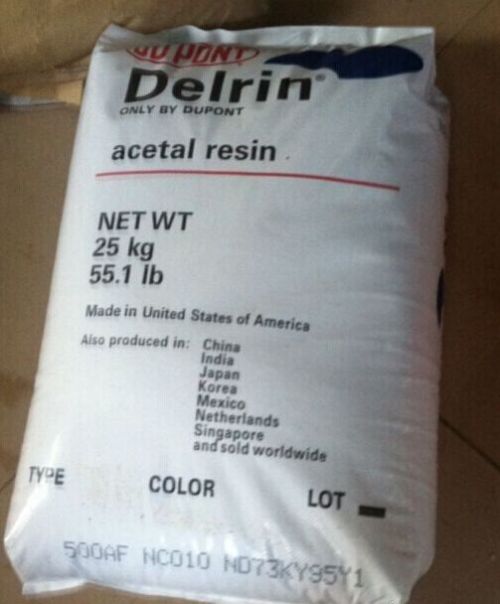 DU PONT
Delrin®
ONLY BY DUPONT
acetal resin
NET WT
25 kg
55.1 lb
Made in United States of America
Also produced in: China
India
Japan
Korea
Mexico
Netherlands
Singapore
and sold worldwide
TYPE COLOR LOT
500AF NC010 ND73KY95Y1